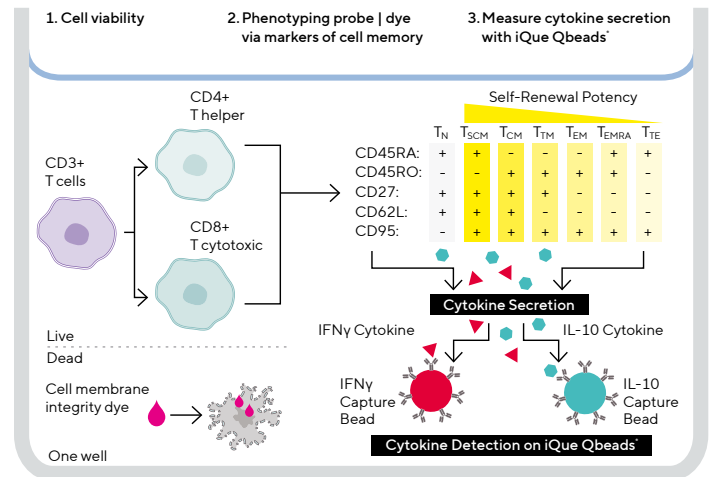 1. Cell viability
2. Phenotyping probe | dye
via markers of cell memory
3. Measure cytokine secretion
with iQue Qbeads*
CD3+
T cells
CD4+
T helper
CD8+
T cytotoxic
Self-Renewal Potency
TN TSCM TCM TTM TEM TEMRA TTE
CD45RA: + + - - - + +
CD45RO: - - + + + + -
CD27: + + + + - - -
CD62L: + + + - - - -
CD95: - + + + + + +
Cytokine Secretion
IFNγ Cytokine
IL-10 Cytokine
Live
Dead
Cell membrane
integrity dye
IFNγ
Capture
Bead
IL-10
Capture
Bead
Cytokine Detection on iQue Qbeads*
One well